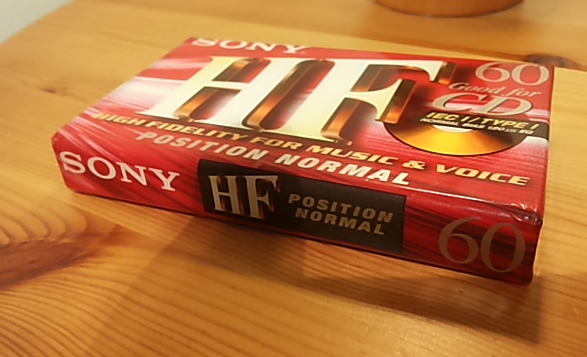 SONY
HF
60
Good for
CD
IEC I / TYPE I
HIGH FIDELITY FOR MUSIC & VOICE
POSITION NORMAL
SONY
HF
POSITION
NORMAL
60